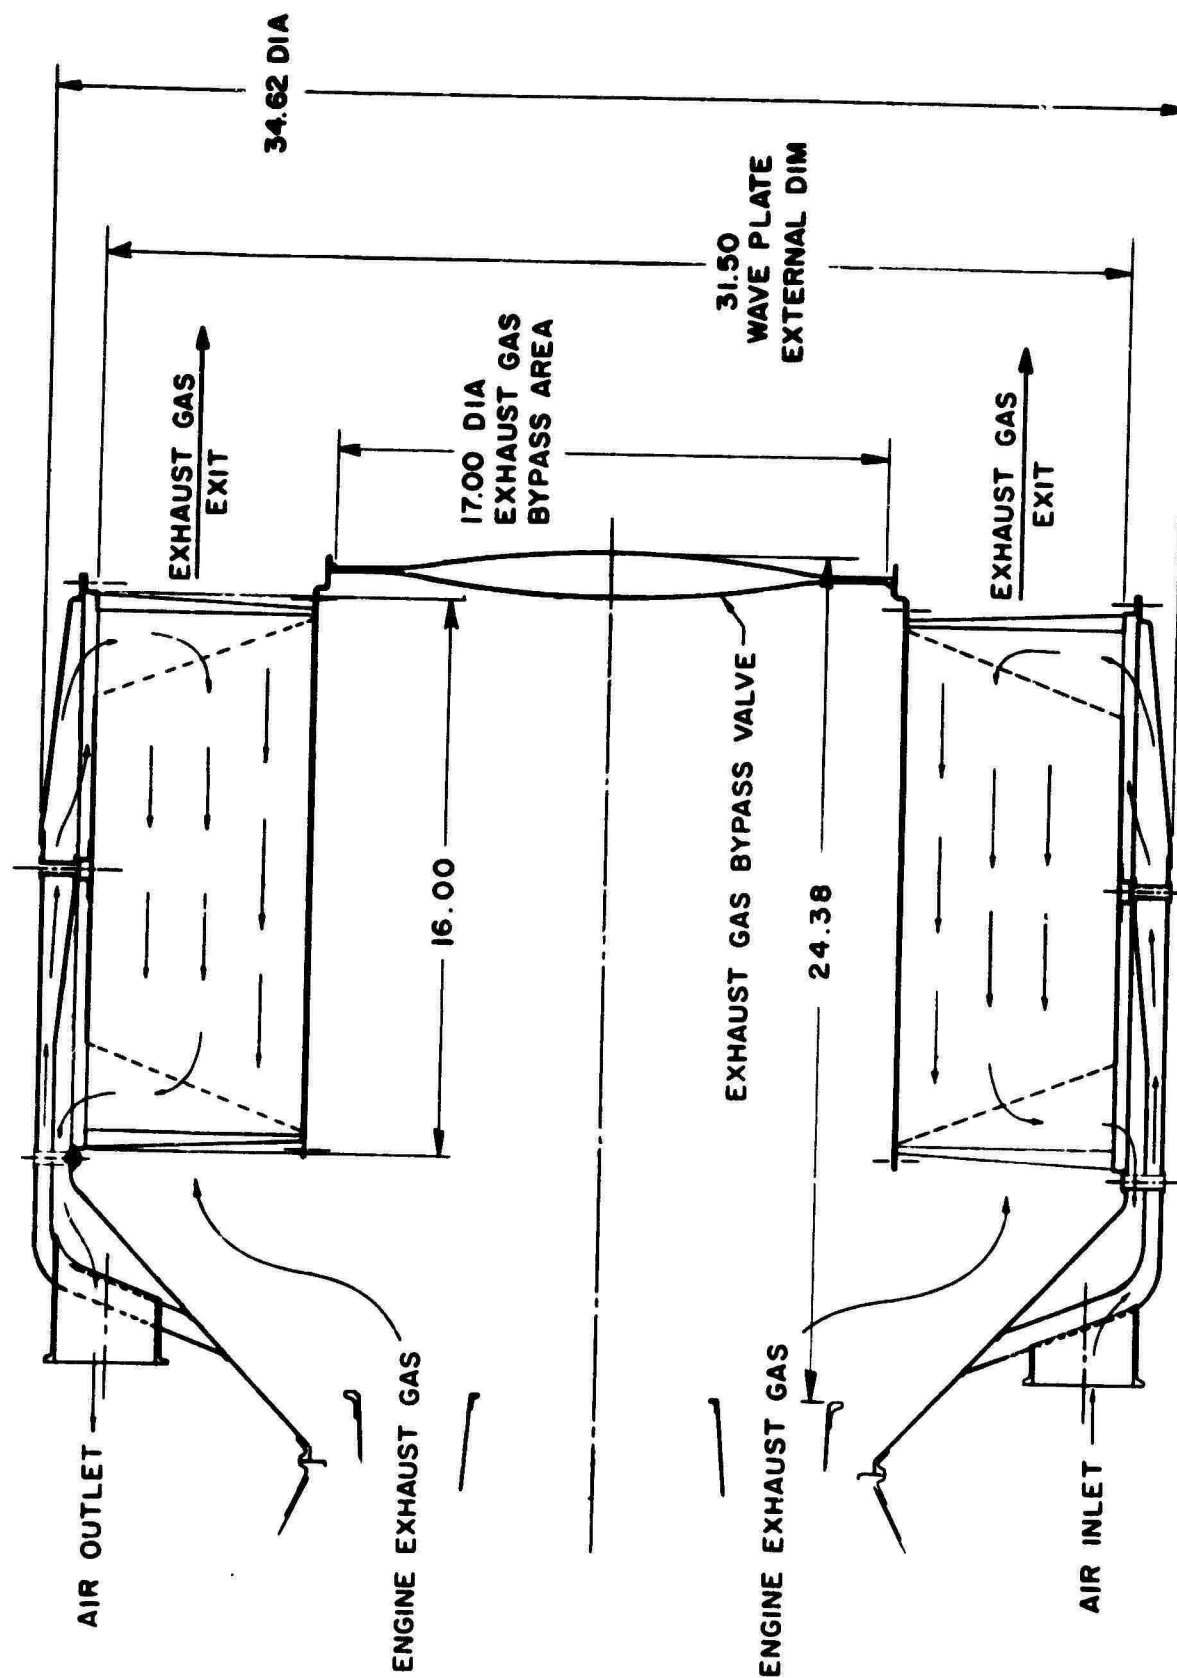 34.62 DIA
31.50
WAVE PLATE
EXTERNAL DIM
EXHAUST GAS
EXIT
17.00 DIA
EXHAUST GAS
BYPASS AREA
EXHAUST GAS
EXIT
16.00
EXHAUST GAS BYPASS VALVE
24.38
AIR OUTLET
ENGINE EXHAUST GAS
ENGINE EXHAUST GAS
AIR INLET